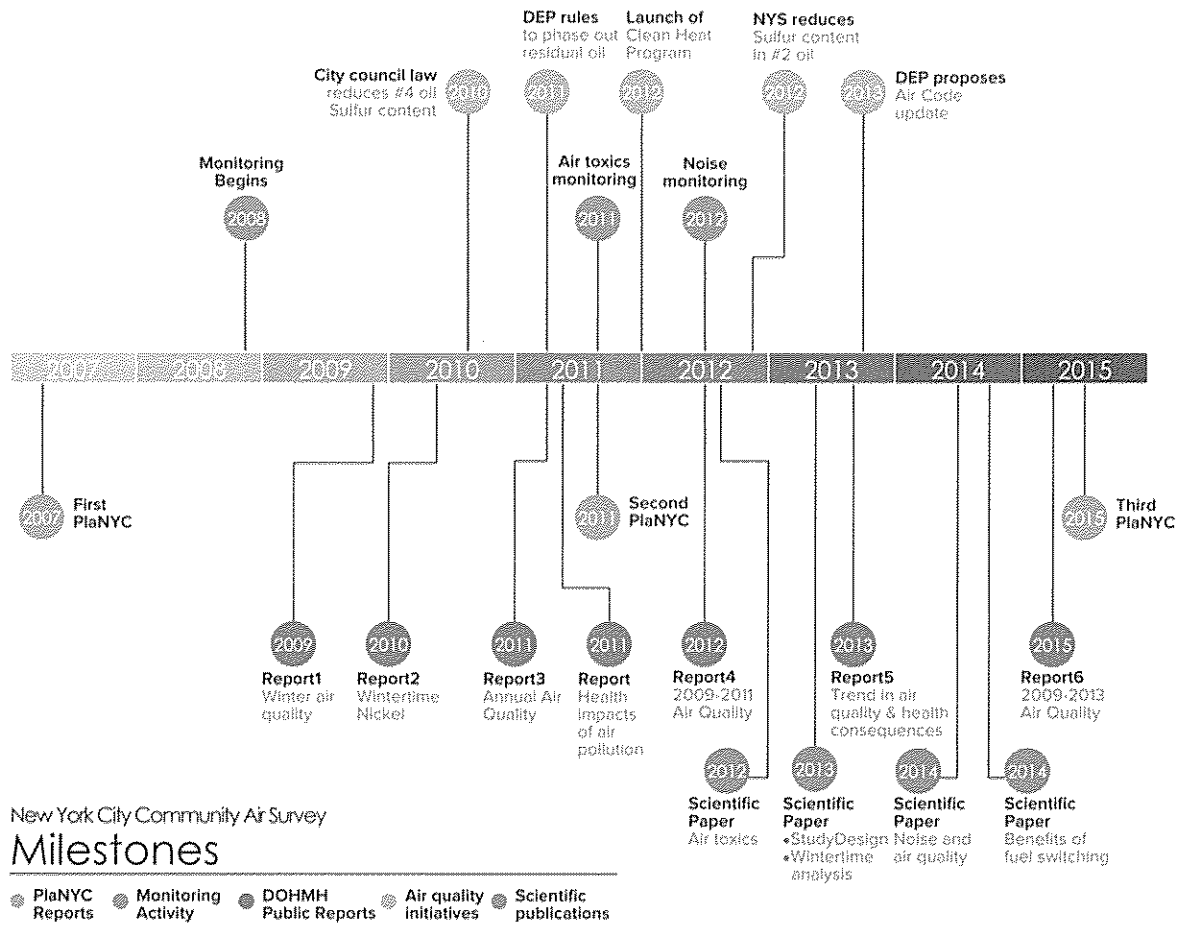 DEP rules
to phase out
residual oil
Launch of
Clean Heat
Program
NYS reduces
Sulfur content
in #2 oil
City council law
reduces #4 oil
Sulfur content
2010
2011
2012
2012
2013
DEP proposes
Air Code
update
Monitoring
Begins
2008
Air toxics
monitoring
2011
Noise
monitoring
2012
2007
2008
2009
2010
2011
2012
2013
2014
2015
2007
First
PlaNYC
2011
Second
PlaNYC
2015
Third
PlaNYC
2009
Report1
Winter air
quality
2010
Report2
Wintertime
Nickel
2011
Report3
Annual Air
Quality
2011
Report
Health
impacts
of air
pollution
2012
Report4
2009-2011
Air Quality
2013
Report5
Trend in air
quality & health
consequences
2015
Report6
2009-2013
Air Quality
2012
Scientific
Paper
Air toxics
2013
Scientific
Paper
•StudyDesign
•Wintertime
analysis
2014
Scientific
Paper
Noise and
air quality
2014
Scientific
Paper
Benefits of
fuel switching
New York City Community Air Survey
Milestones
PlaNYC
Reports
Monitoring
Activity
DOHMH
Public Reports
Air quality
initiatives
Scientific
publications